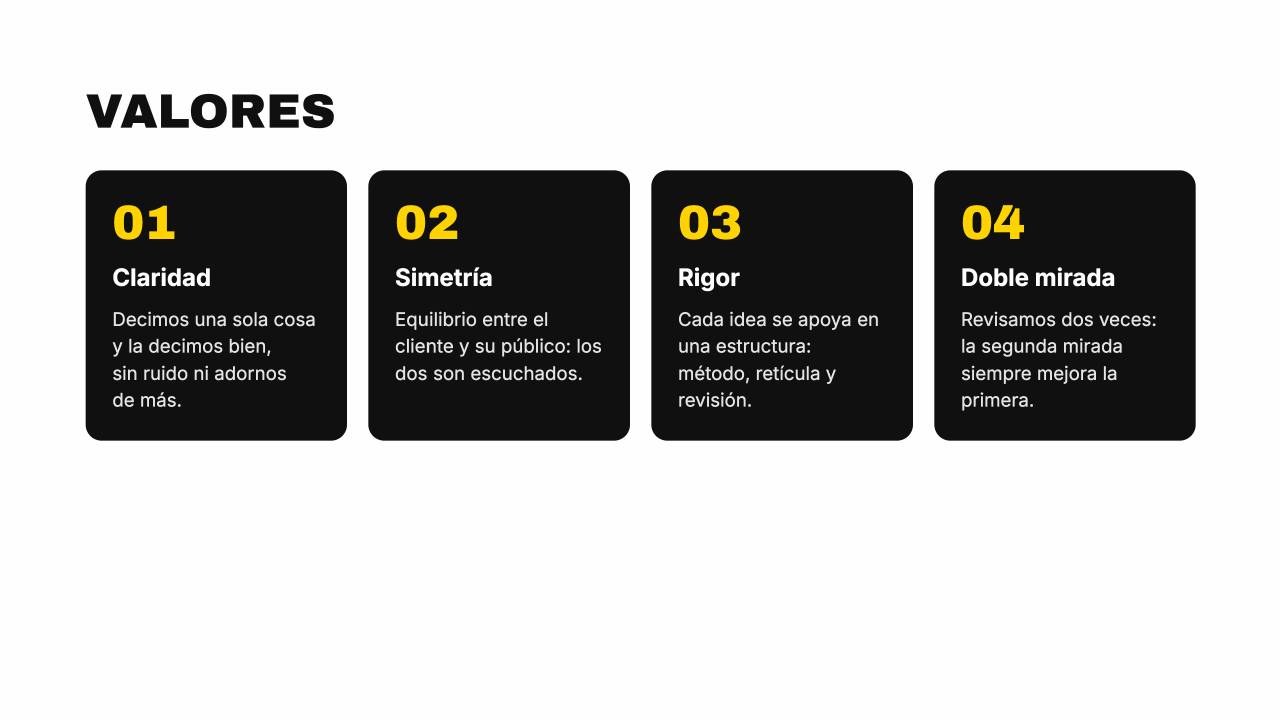 VALORES
01
Claridad
Decimos una sola cosa
y la decimos bien,
sin ruido ni adornos
de más.
02
Simetría
Equilibrio entre el
cliente y su público: los
dos son escuchados.
03
Rigor
Cada idea se apoya en
una estructura:
método, retícula y
revisión.
04
Doble mirada
Revisamos dos veces:
la segunda mirada
siempre mejora la
primera.